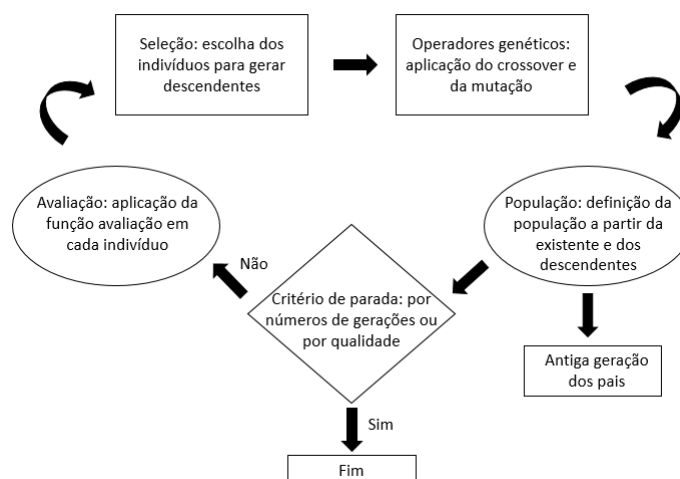 Seleção: escolha dos
indivíduos para gerar
descendentes
Operadores genéticos:
aplicação do crossover e
da mutação
Avaliação: aplicação da
função avaliação em
cada indivíduo
População: definição da
população a partir da
existente e dos
descendentes
Não
Critério de parada: por
números de gerações ou
por qualidade
Antiga geração
dos pais
Sim
Fim